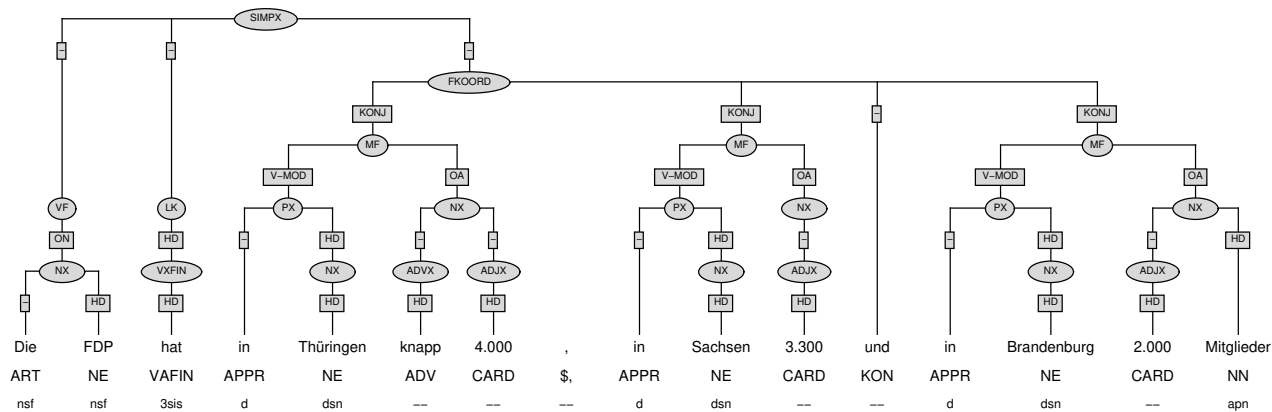 SIMPX
– – –
FKOORD
KONJ KONJ – KONJ
MF MF MF
V–MOD OA V–MOD OA V–MOD OA
VF LK PX NX PX NX PX NX
ON HD – HD – – – HD – – HD – HD
NX VXFIN NX ADVX ADJX NX ADJX NX ADJX
– HD HD HD HD HD HD HD HD HD
Die FDP hat in Thüringen knapp 4.000 , in Sachsen 3.300 und in Brandenburg 2.000 Mitglieder
ART NE VAFIN APPR NE ADV CARD $, APPR NE CARD KON APPR NE CARD NN
nsf nsf 3sis d dsn –– –– –– d dsn –– –– d dsn –– apn